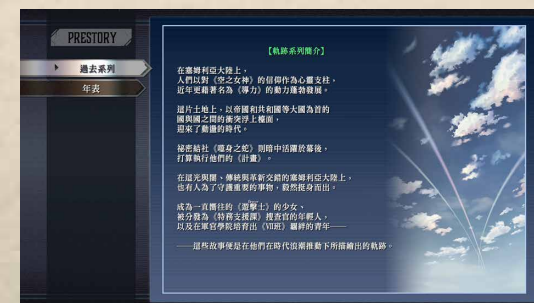 PRESTORY
過去系列
年表
【軌跡系列簡介】
在塞姆利亞大陸上，
人們以對《空之女神》的信仰作為心靈支柱，
近年更藉著名為《導力》的動力蓬勃發展。
這片土地上，以帝國和共和國等大國為首的
國與國之間的衝突浮上檯面，
迎來了動盪的時代。
祕密結社《噬身之蛇》則暗中活躍於幕後，
打算執行他們的《計畫》。
在這光與闇、傳統與革新交錯的塞姆利亞大陸上，
也有人為了守護重要的事物，毅然挺身而出。
成為一直嚮往的《遊擊士》的少女、
被分發為《特務支援課》搜查官的年輕人，
以及在軍官學院培育出《VII班》羈絆的青年——
——這些故事便是在他們在時代浪潮推動下所描繪出的軌跡。